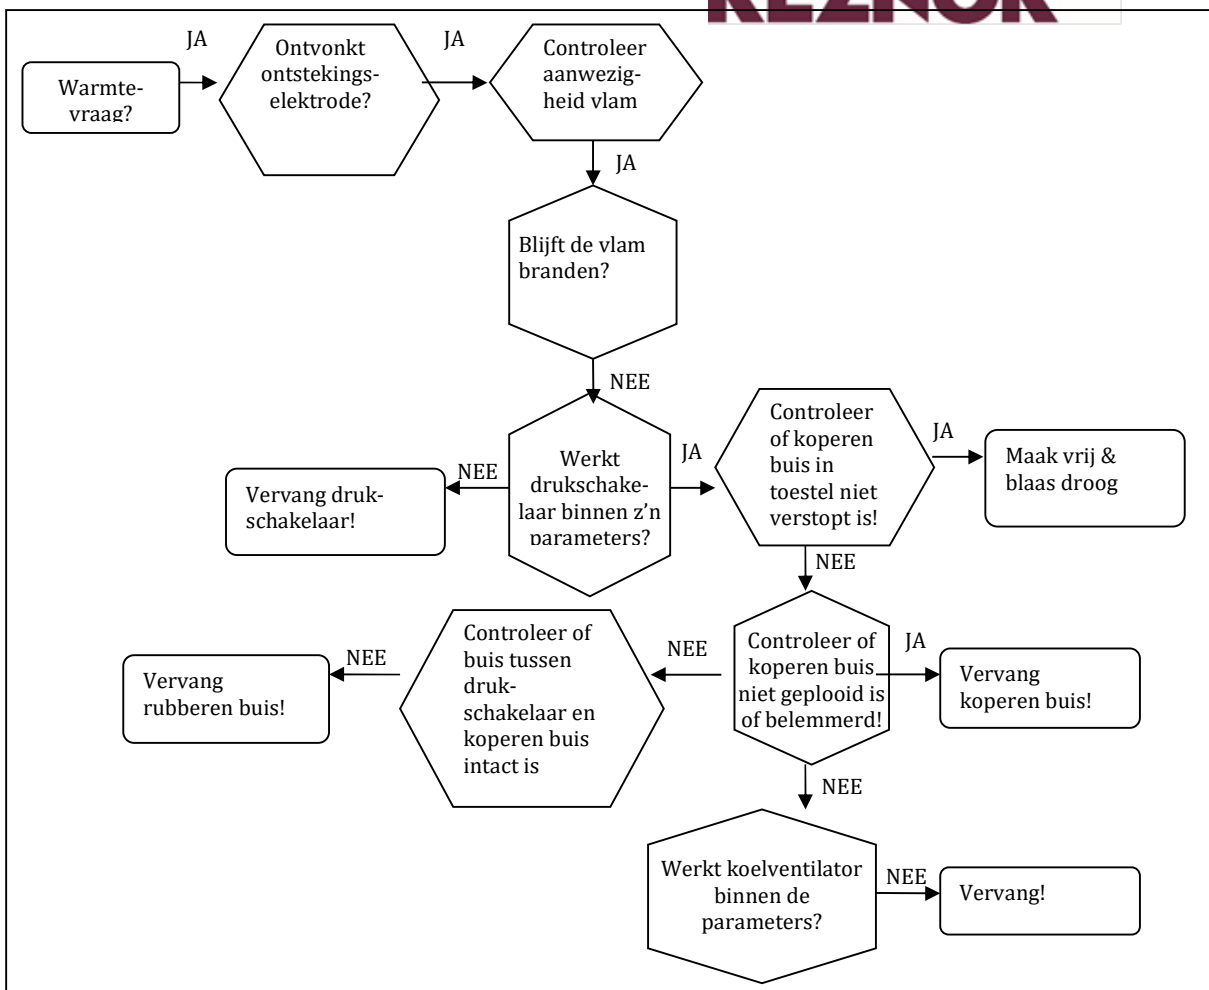 REZNOR
JA
JA
Warmte-
vraag?
Ontvonkt
ontstekings-
elektrode?
Controleer
aanwezig-
heid vlam
JA
Blijft de vlam
branden?
NEE
Werkt
drukschake-
laar binnen z'n
parameters?
NEE
Vervang druk-
schakelaar!
JA
Controleer
of koperen
buis in
toestel niet
verstopt is!
JA
Maak vrij &
blaas droog
NEE
Controleer of
koperen buis
niet geplooid is
of belemmerd!
JA
Vervang
koperen buis!
NEE
Controleer of
buis tussen
druk-
schakelaar en
koperen buis
intact is
NEE
Vervang
rubberen buis!
NEE
Werkt koelventilator
binnen de
parameters?
NEE
Vervang!